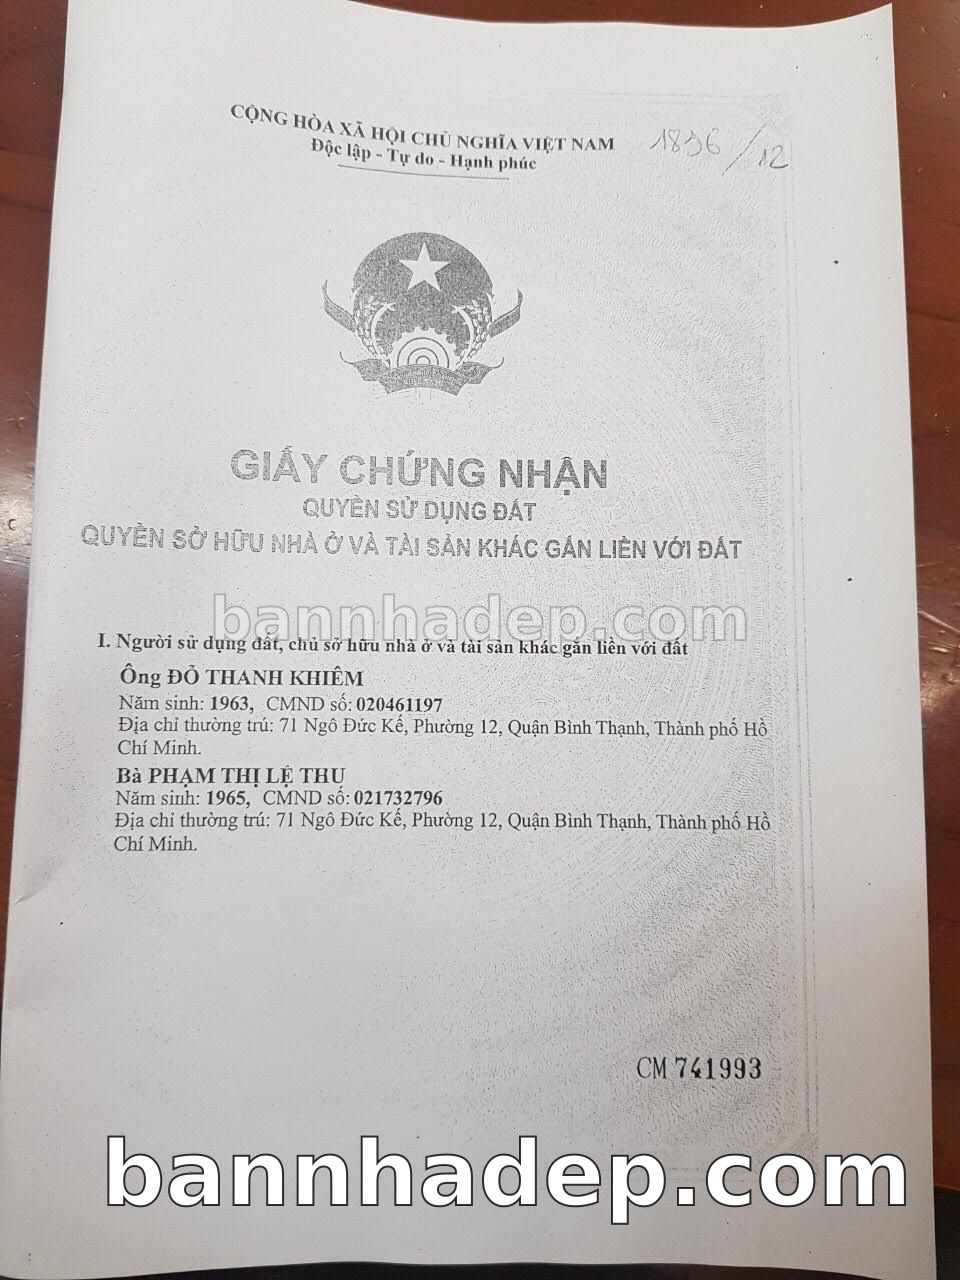 CỘNG HÒA XÃ HỘI CHỦ NGHĨA VIỆT NAM
Độc lập - Tự do - Hạnh phúc
1836/12
GIẤY CHỨNG NHẬN
QUYỀN SỬ DỤNG ĐẤT
QUYỀN SỞ HỮU NHÀ Ở VÀ TÀI SẢN KHÁC GẮN LIỀN VỚI ĐẤT
bannhadep.com
I. Người sử dụng đất, chủ sở hữu nhà ở và tài sản khác gắn liền với đất
Ông ĐỖ THANH KHIÊM
Năm sinh: 1963, CMND số: 020461197
Địa chỉ thường trú: 71 Ngô Đức Kế, Phường 12, Quận Bình Thạnh, Thành phố Hồ
Chí Minh.
Bà PHẠM THỊ LỆ THU
Năm sinh: 1965, CMND số: 021732796
Địa chỉ thường trú: 71 Ngô Đức Kế, Phường 12, Quận Bình Thạnh, Thành phố Hồ
Chí Minh.
CM 741993
bannhadep.com